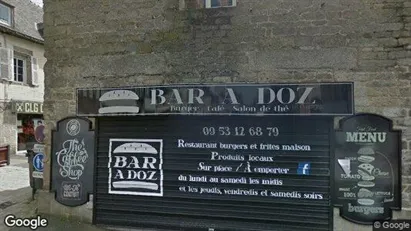 BAR A DOZ
Burger Café Salon de thé
CLG
The
Coffee
SHOP
BAR
A DOZ
09 53 12 68 79
Restaurant burgers et frites maison
Produits locaux
Sur place / A emporter
du lundi au samedi les midis
et les jeudis, vendredis et samedis soirs
f
MENU
TOMATO
burger
Google
Google